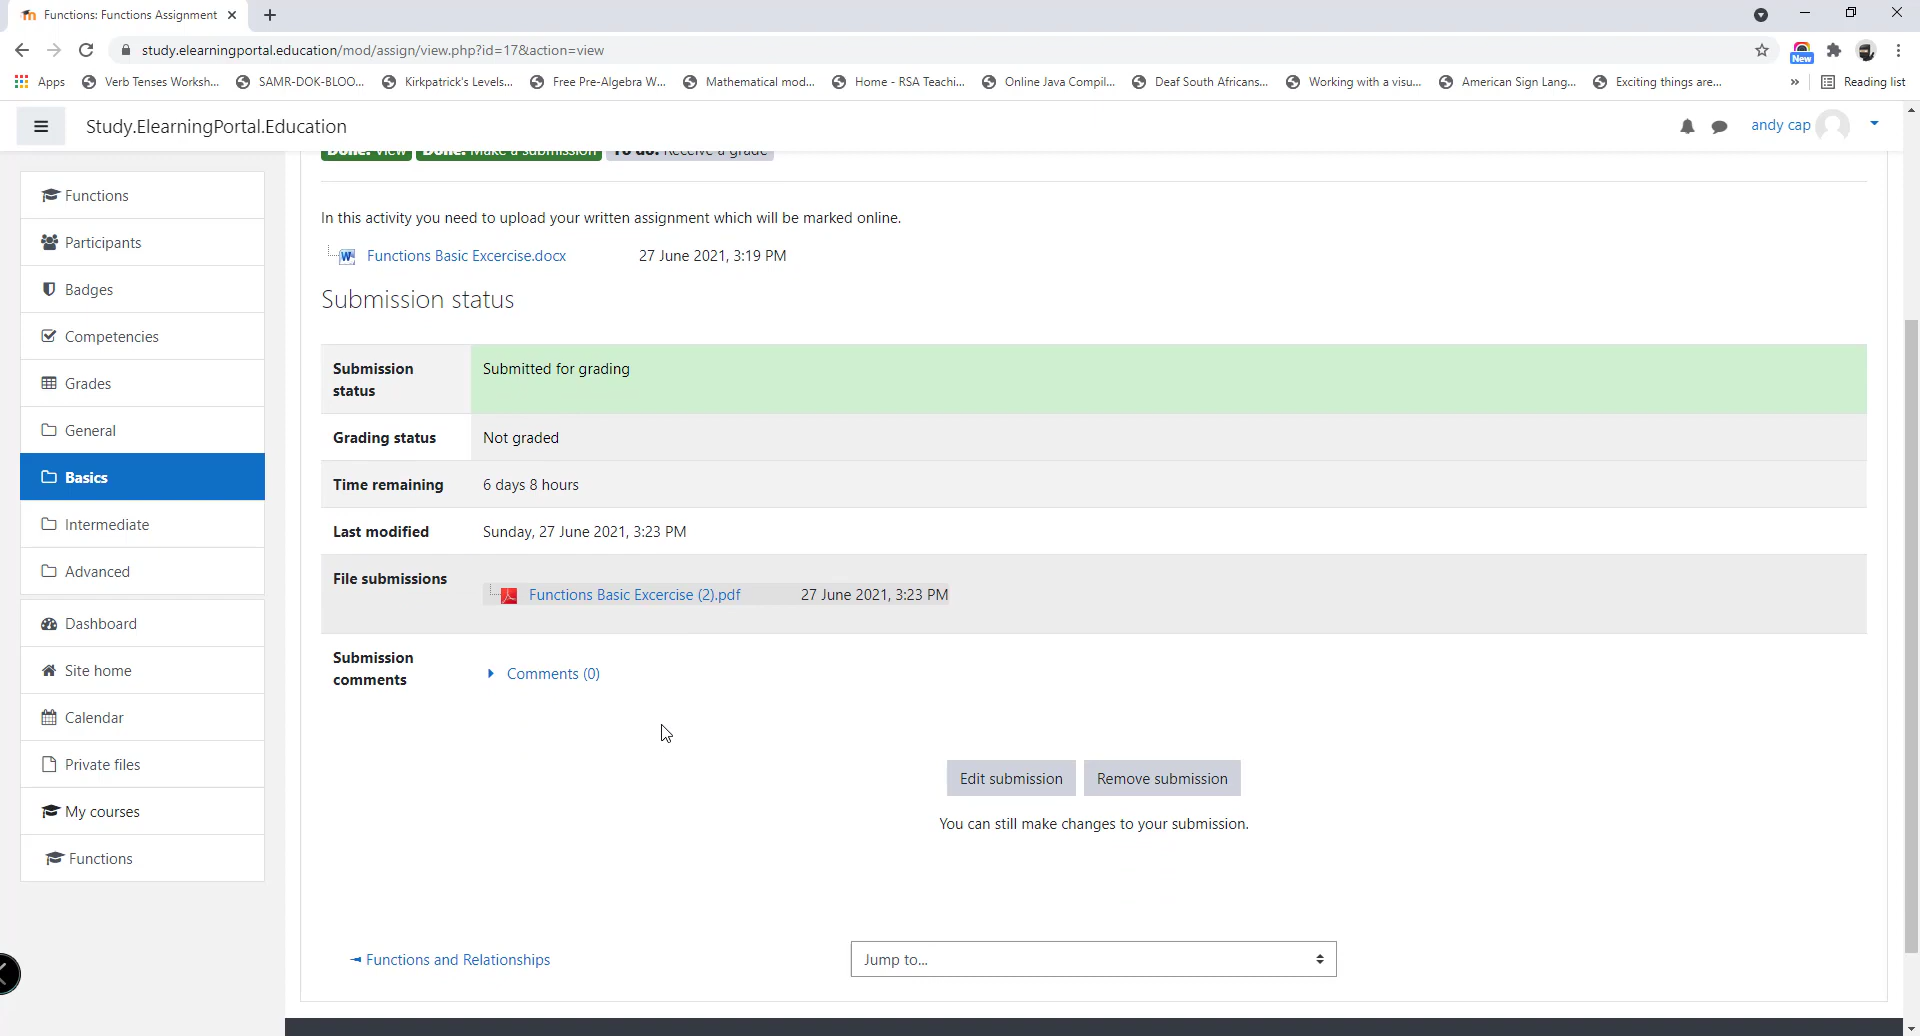 Functions: Functions Assignment
study.elearningportal.education/mod/assign/view.php?id=17&action=view
New
Apps
Verb Tenses Worksh...
SAMR-DOK-BLOO...
Kirkpatrick's Levels...
Free Pre-Algebra W...
Mathematical mod...
Home - RSA Teachi...
Online Java Compil...
Deaf South Africans...
Working with a visu...
American Sign Lang...
Exciting things are...
»
Reading list
Study.ElearningPortal.Education
andy cap
Done: View
Done: Make a submission
To do: Receive a grade
Functions
Participants
Badges
Competencies
Grades
General
Basics
Intermediate
Advanced
Dashboard
Site home
Calendar
Private files
My courses
Functions
In this activity you need to upload your written assignment which will be marked online.
Functions Basic Excercise.docx 27 June 2021, 3:19 PM
Submission status
Submission status
Submitted for grading
Grading status Not graded
Time remaining 6 days 8 hours
Last modified Sunday, 27 June 2021, 3:23 PM
File submissions
Functions Basic Excercise (2).pdf 27 June 2021, 3:23 PM
Submission comments
Comments (0)
Edit submission
Remove submission
You can still make changes to your submission.
Functions and Relationships
Jump to...